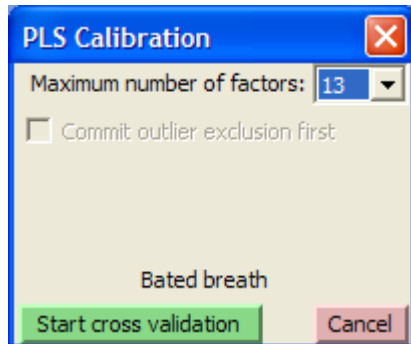 PLS Calibration
Maximum number of factors: 13
Commit outlier exclusion first
Bated breath
Start cross validation Cancel